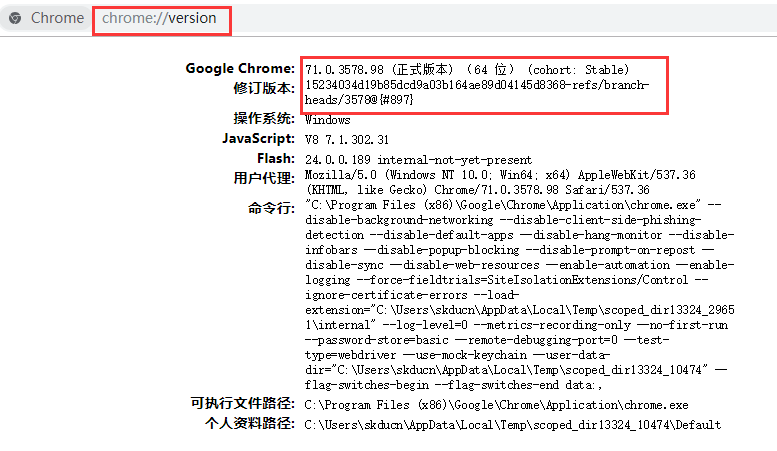 Chrome chrome://version
Google Chrome: 71.0.3578.98 (正式版本) (64 位) (cohort: Stable)
修订版本: 15234034d19b85dcd9a03b164ae89d04145d8368-refs/branch-
heads/3578@{#897}
操作系统: Windows
JavaScript: V8 7.1.302.31
Flash: 24.0.0.189 internal-not-yet-present
用户代理: Mozilla/5.0 (Windows NT 10.0; Win64; x64) AppleWebKit/537.36
(KHTML, like Gecko) Chrome/71.0.3578.98 Safari/537.36
命令行: "C:\Program Files (x86)\Google\Chrome\Application\chrome.exe" --
disable-background-networking --disable-client-side-phishing-
detection --disable-default-apps --disable-hang-monitor --disable-
infobars --disable-popup-blocking --disable-prompt-on-repost --
disable-sync --disable-web-resources --enable-automation --enable-
logging --force-fieldtrials=SiteIsolationExtensions/Control --
ignore-certificate-errors --load-
extension="C:\Users\skducn\AppData\Local\Temp\scoped_dir13324_2965
1\internal" --log-level=0 --metrics-recording-only --no-first-run
--password-store=basic --remote-debugging-port=0 --test-
type=webdriver --use-mock-keychain --user-data-
dir="C:\Users\skducn\AppData\Local\Temp\scoped_dir13324_10474" --
flag-switches-begin --flag-switches-end data:,
可执行文件路径: C:\Program Files (x86)\Google\Chrome\Application\chrome.exe
个人资料路径: C:\Users\skducn\AppData\Local\Temp\scoped_dir13324_10474\Default